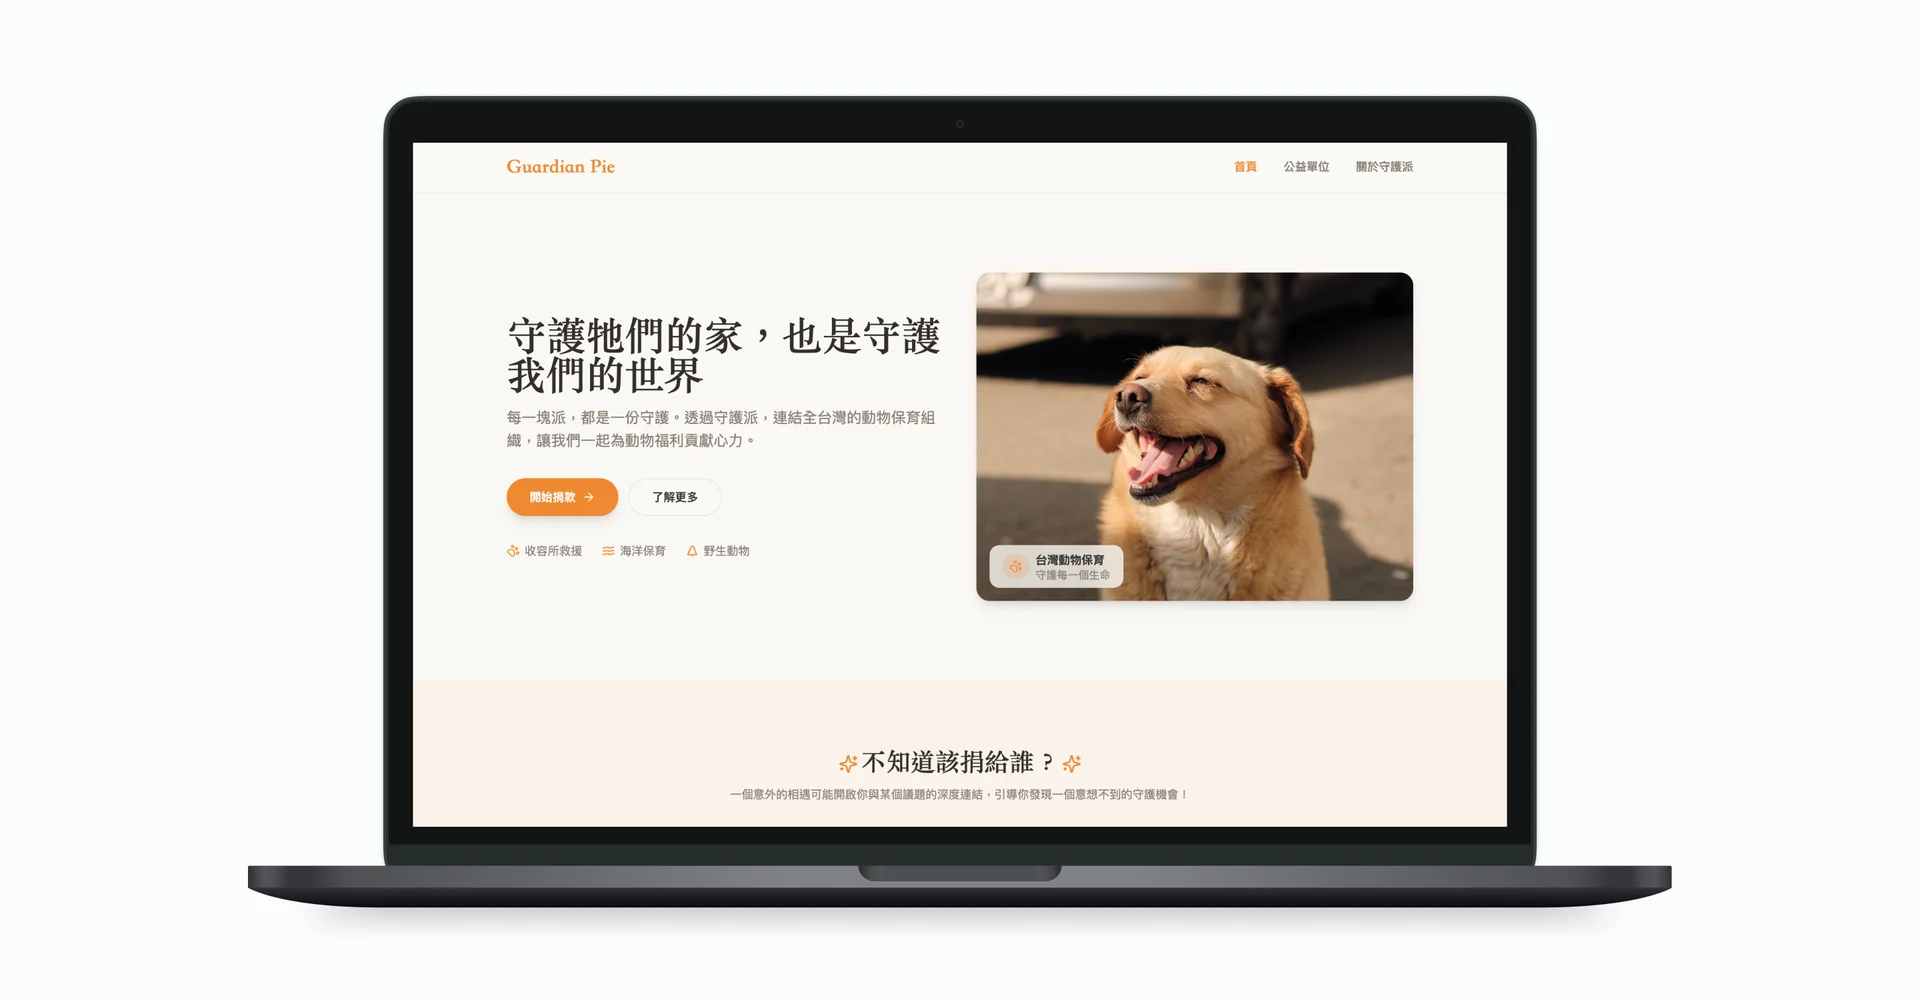 Guardian Pie
首頁 公益單位 關於守護派
守護牠們的家，也是守護
我們的世界
每一塊派，都是一份守護。透過守護派，連結全台灣的動物保育組
織，讓我們一起為動物福利貢獻心力。
開始捐款 → 了解更多
收容所救援 海洋保育 野生動物
台灣動物保育
守護每一個生命
不知道該捐給誰？
一個意外的相遇可能開啟你與某個議題的深度連結，引導你發現一個意想不到的守護機會！